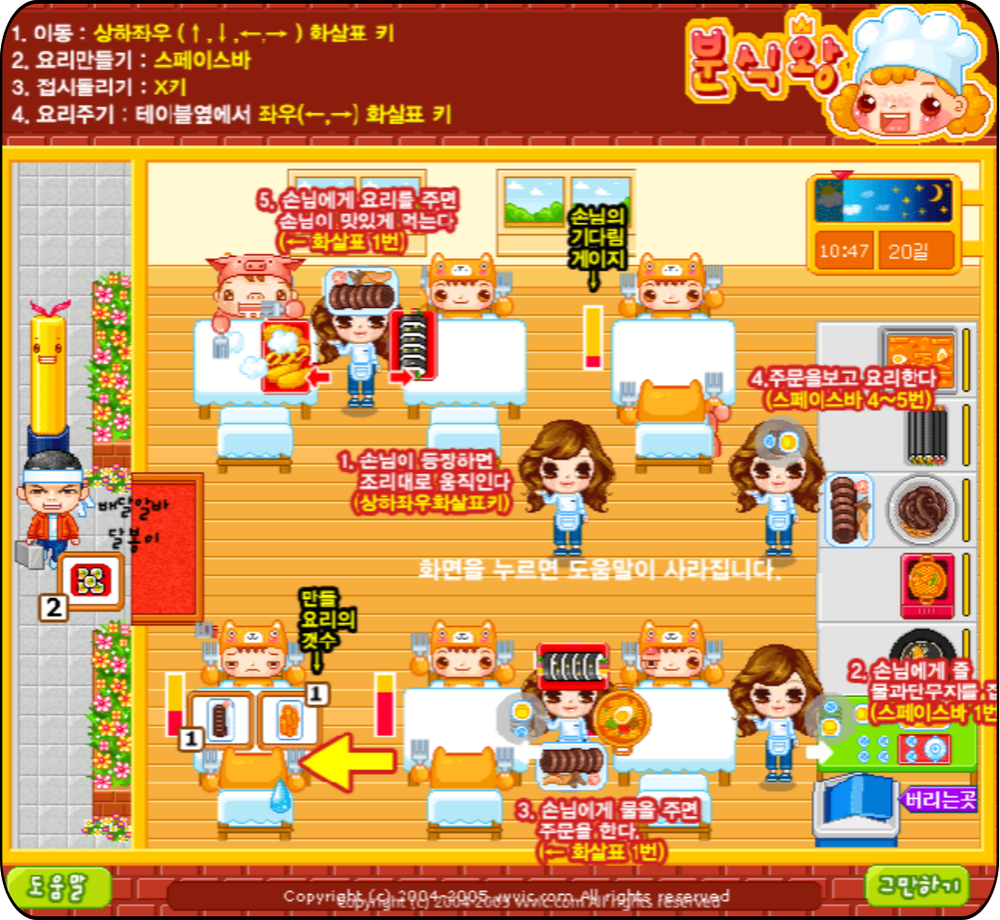 1. 이동 : 상하좌우 (↑,↓,←,→ ) 화살표 키
2. 요리만들기 : 스페이스바
3. 접시돌리기 : X키
4. 요리주기 : 테이블옆에서 좌우(←,→) 화살표 키
분식왕
5. 손님에게 요리를 주면
손님이 맛있게 먹는다
(← 화살표 1번)
손님의
기다림
게이지
10:47
20일
4.주문을보고 요리한다
(스페이스바 4~5번)
1. 손님이 등장하면
조리대로 움직인다
(상하좌우화살표키)
배달알바
달봉이
2
화면을 누르면 도움말이 사라집니다.
만들
요리의
갯수
1
1
2. 손님에게 줄
물과단무지를
(스페이스바 1번
버리는곳
3. 손님에게 물을 주면
주문을 한다.
(← 화살표 1번)
도움말
그만하기
Copyright (c) 2004-2005 vvvic.com All rights reserved
Copyright (c) 2004-2005 vvvic.com All rights reserved